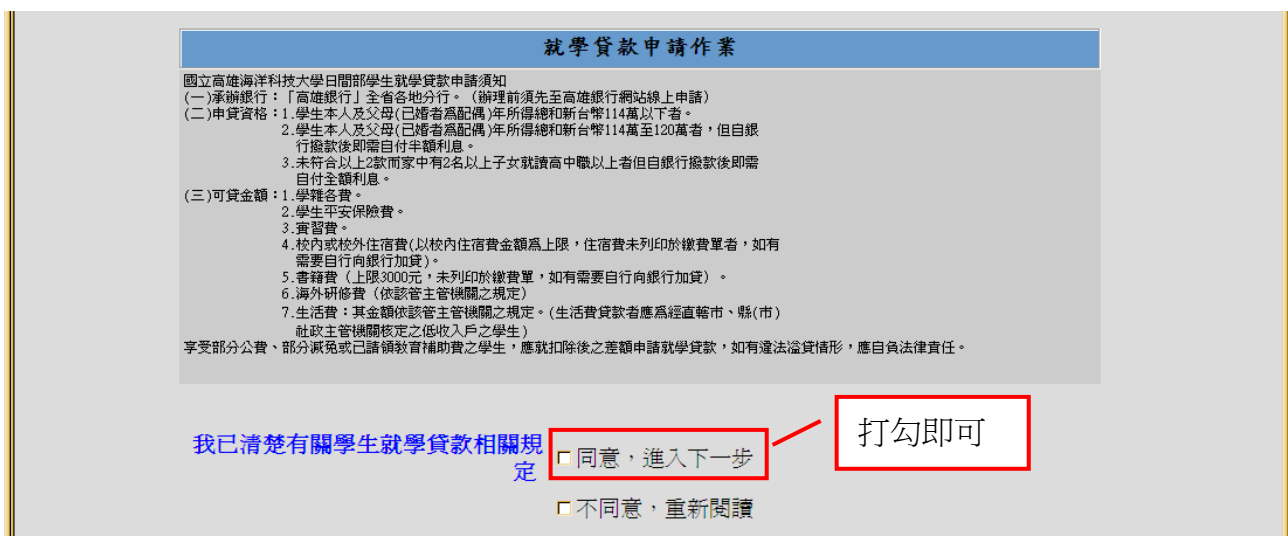 就學貸款申請作業
國立高雄海洋科技大學日間部學生就學貸款申請須知
(一)承辦銀行：「高雄銀行」全省各地分行。（辦理前須先至高雄銀行網站線上申請）
(二)申貸資格：1.學生本人及父母(已婚者為配偶)年所得總和新台幣114萬以下者。
2.學生本人及父母(已婚者為配偶)年所得總和新台幣114萬至120萬者，但自銀
行撥款後即需自付半額利息。
3.未符合以上2款而家中有2名以上子女就讀高中職以上者但自銀行撥款後即需
自付全額利息。
(三)可貸金額：1.學雜各費。
2.學生平安保險費。
3.實習費。
4.校內或校外住宿費(以校內住宿費金額為上限，住宿費未列印於繳費單者，如有
需要自行向銀行加貸)。
5.書籍費（上限3000元，未列印於繳費單，如有需要自行向銀行加貸）。
6.海外研修費（依該管主管機關之規定）
7.生活費：其金額依該管主管機關之規定。(生活費貸款者應為經直轄市、縣(市)
社政主管機關核定之低收入戶之學生)
享受部分公費、部分減免或已請領教育補助費之學生，應就扣除後之差額申請就學貸款，如有違法溢貸情形，應自負法律責任。
我已清楚有關學生就學貸款相關規
定
同意，進入下一步
打勾即可
不同意，重新閱讀